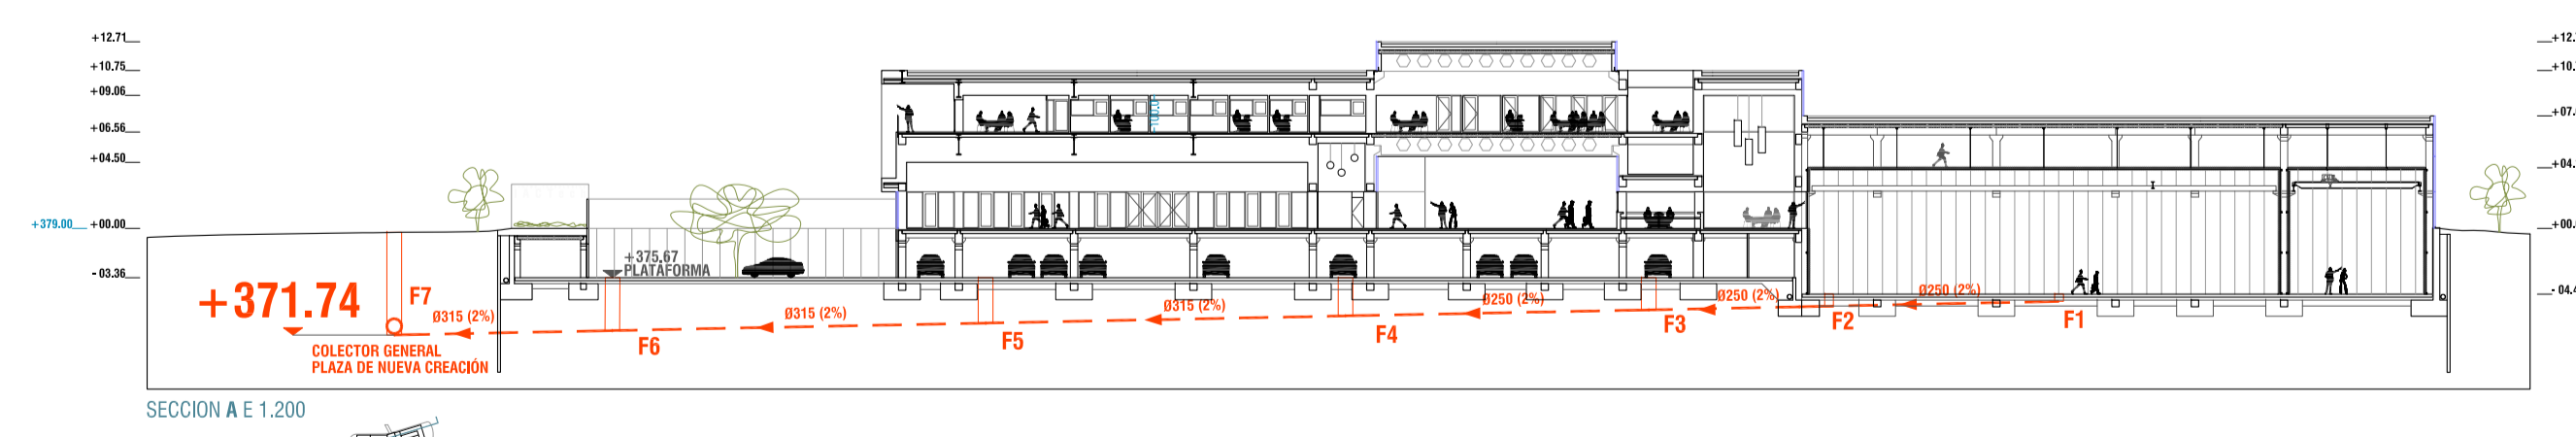 +12.71
+10.75
+09.06
+06.56
+04.50
+379.00 +00.00
- 03.36
+375.67
PLATAFORMA
+371.74
F7
Ø315 (2%)
Ø315 (2%)
Ø315 (2%)
Ø250 (2%)
Ø250 (2%)
Ø250 (2%)
F6
F5
F4
F3
F2
F1
COLECTOR GENERAL
PLAZA DE NUEVA CREACIÓN
SECCION A E 1.200